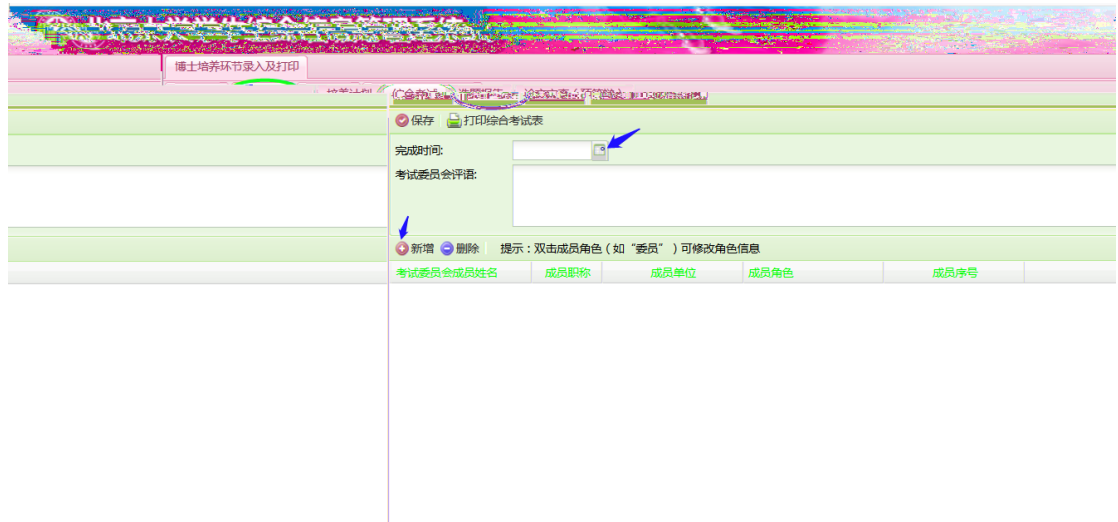 博士培养环节录入及打印
保存 打印综合考试表
完成时间:
考试委员会评语:
新增 删除 提示：双击成员角色（如“委员”）可修改角色信息
考试委员会成员姓名 成员职称 成员单位 成员角色 成员序号